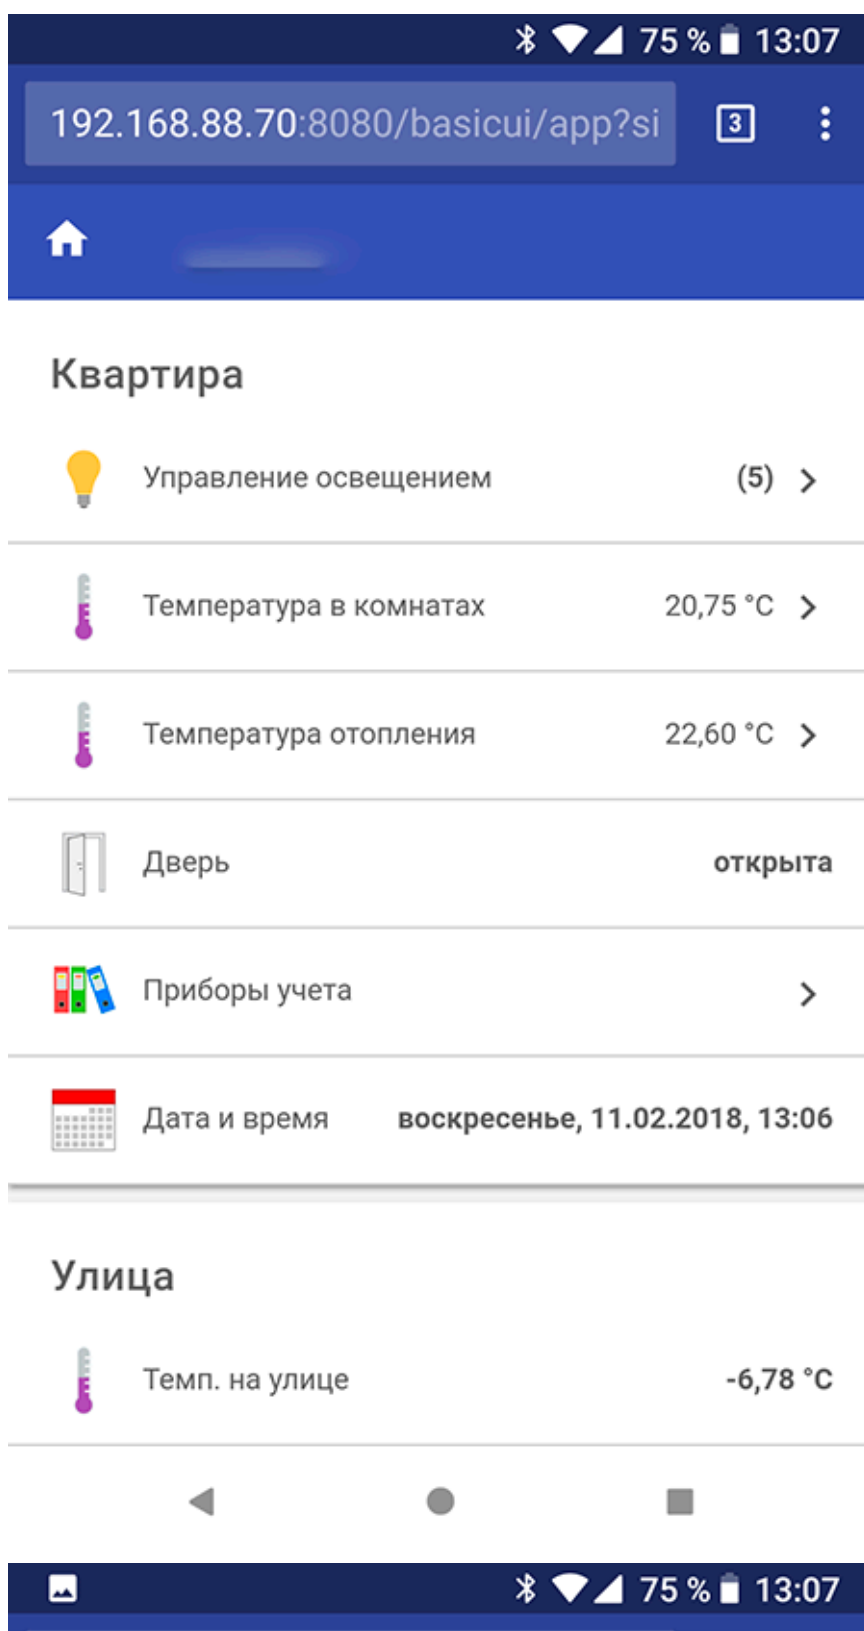 75 % 13:07
192.168.88.70:8080/basicui/app?si 3
Квартира
Управление освещением (5)
Температура в комнатах 20,75 °C
Температура отопления 22,60 °C
Дверь открыта
Приборы учета
Дата и время воскресенье, 11.02.2018, 13:06
Улица
Темп. на улице -6,78 °C
75 % 13:07